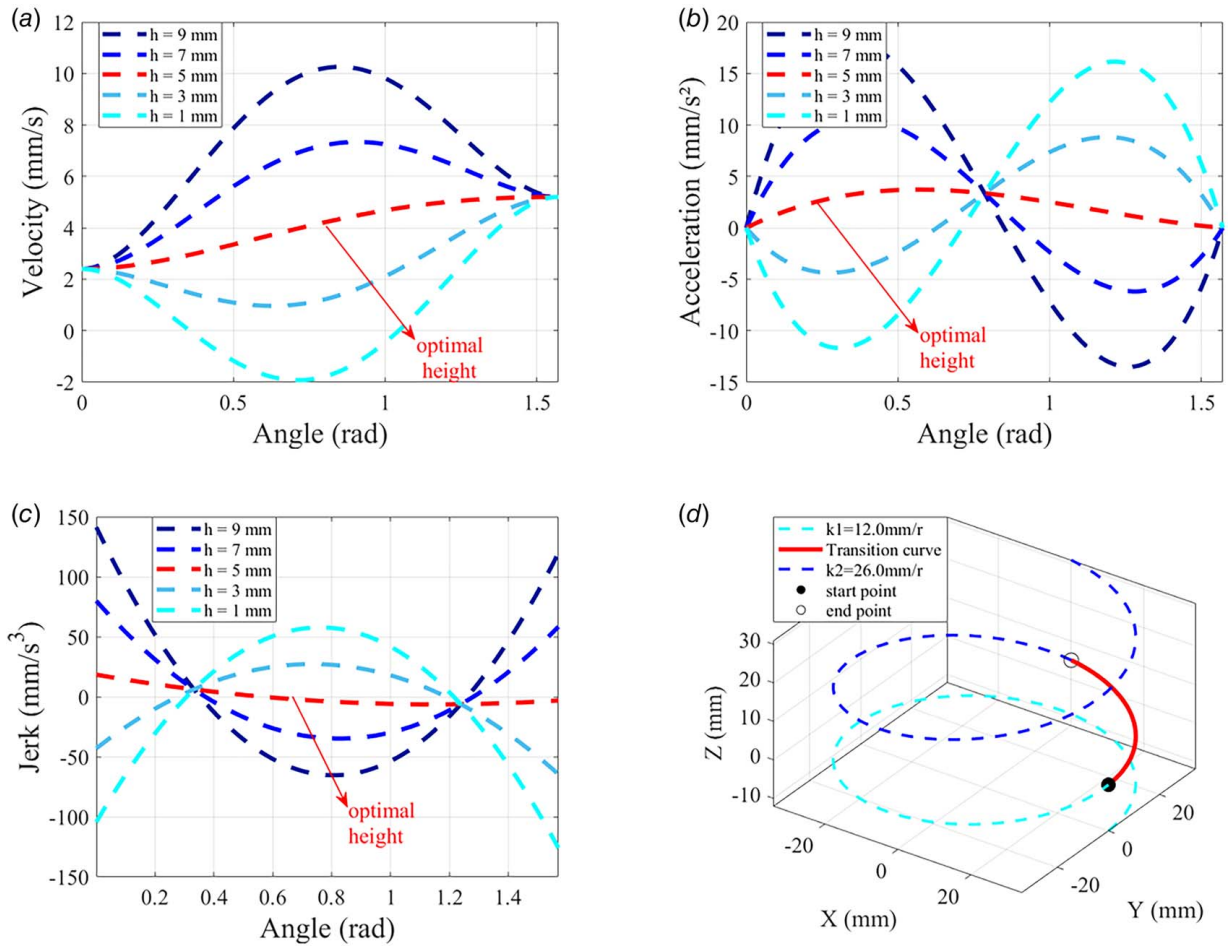 (a)
12
10
8
6
4
2
0
-2
h = 9 mm
h = 7 mm
h = 5 mm
h = 3 mm
h = 1 mm
optimal
height
0
0.5
1
1.5
Velocity (mm/s)
Angle (rad)
(b)
20
15
10
5
0
-5
-10
-15
h = 9 mm
h = 7 mm
h = 5 mm
h = 3 mm
h = 1 mm
optimal
height
0
0.5
1
1.5
Acceleration (mm/s²)
Angle (rad)
(c)
150
100
50
0
-50
-100
-150
h = 9 mm
h = 7 mm
h = 5 mm
h = 3 mm
h = 1 mm
optimal
height
0.2
0.4
0.6
0.8
1
1.2
1.4
Jerk (mm/s³)
Angle (rad)
(d)
k1=12.0mm/r
Transition curve
k2=26.0mm/r
start point
end point
30
20
10
0
-10
Z (mm)
-20
0
20
X (mm)
-20
0
20
Y (mm)